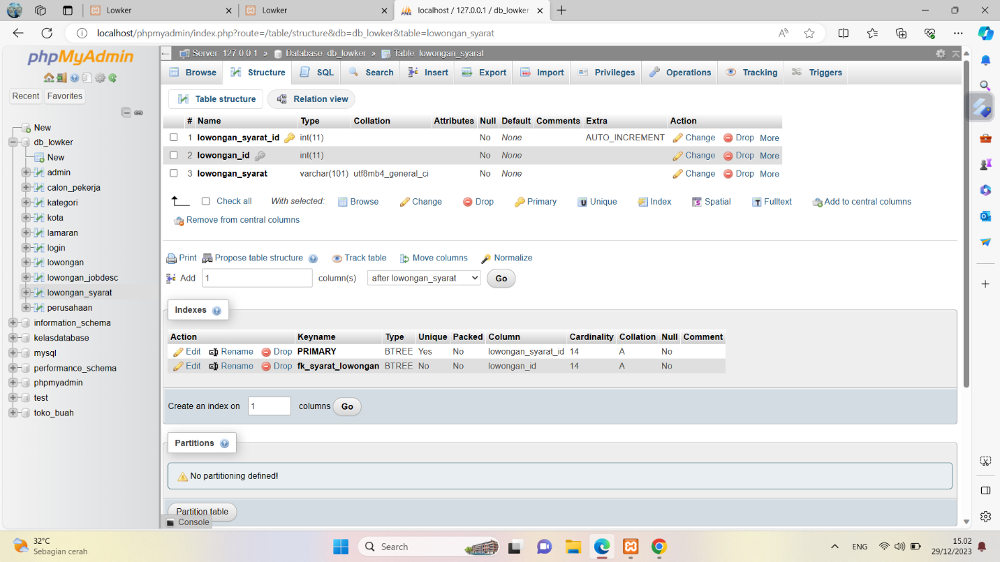 Lowker
Lowker
localhost / 127.0.0.1 / db_lowker
localhost/phpmyadmin/index.php?route=/table/structure&db=db_lowker&table=lowongan_syarat
phpMyAdmin
Recent
Favorites
New
db_lowker
New
admin
calon_pekerja
kategori
kota
lamaran
login
lowongan
lowongan_jobdesc
lowongan_syarat
perusahaan
information_schema
kelasdatabase
mysql
performance_schema
phpmyadmin
test
toko_buah
Server: 127.0.0.1 » Database: db_lowker » Table: lowongan_syarat
Browse Structure SQL Search Insert Export Import Privileges Operations Tracking Triggers
Table structure Relation view
# Name Type Collation Attributes Null Default Comments Extra Action
1 lowongan_syarat_id int(11) No None AUTO_INCREMENT Change Drop More
2 lowongan_id int(11) No None Change Drop More
3 lowongan_syarat varchar(101) utf8mb4_general_ci No None Change Drop More
Check all With selected: Browse Change Drop Primary Unique Index Spatial Fulltext Add to central columns
Remove from central columns
Print Propose table structure Track table Move columns Normalize
Add 1 column(s) after lowongan_syarat Go
Indexes
Action Keyname Type Unique Packed Column Cardinality Collation Null Comment
Edit Rename Drop PRIMARY BTREE Yes No lowongan_syarat_id 14 A No
Edit Rename Drop fk_syarat_lowongan BTREE No No lowongan_id 14 A No
Create an index on 1 columns Go
Partitions
No partitioning defined!
Partition table
Console
32°C
Sebagian cerah
Search
ENG
15.02
29/12/2023